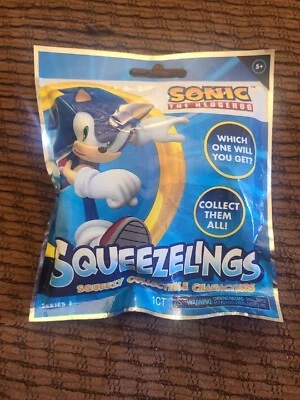 5+
SONIC
THE HEDGEHOG
WHICH
ONE WILL
YOU GET?
COLLECT
THEM
ALL!
SQUEEZELINGS
SQUEEZY COLLECTIBLE CHARACTERS
SERIES 1
1CT
WARNING